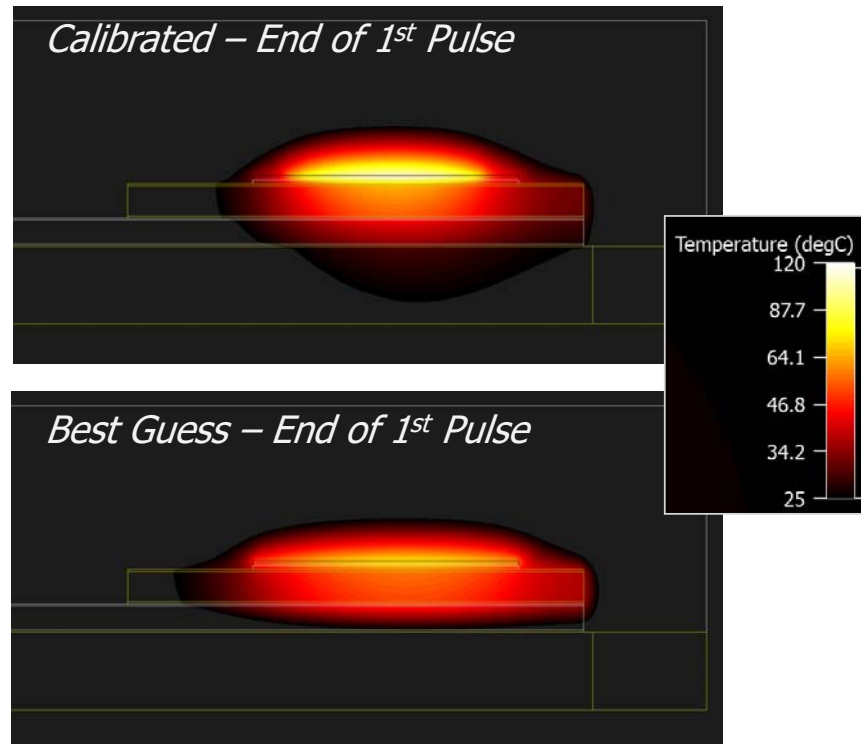 Calibrated – End of 1st Pulse
Temperature (degC)
120
87.7
64.1
46.8
34.2
25
Best Guess – End of 1st Pulse